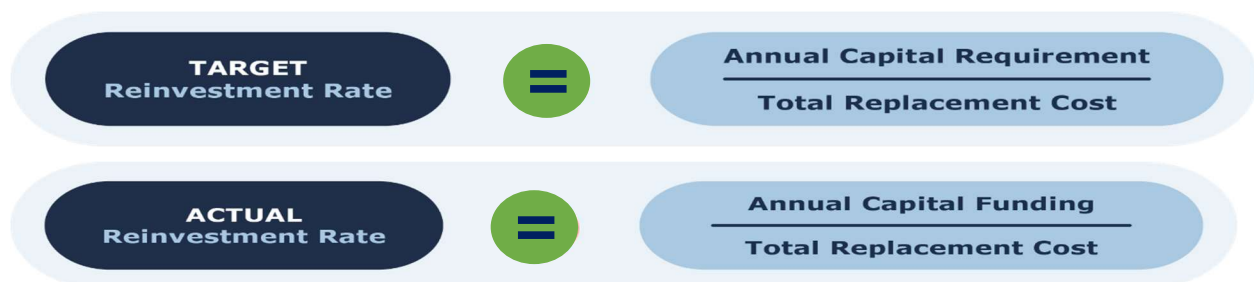 TARGET
Reinvestment Rate
=
Annual Capital Requirement
Total Replacement Cost
ACTUAL
Reinvestment Rate
=
Annual Capital Funding
Total Replacement Cost